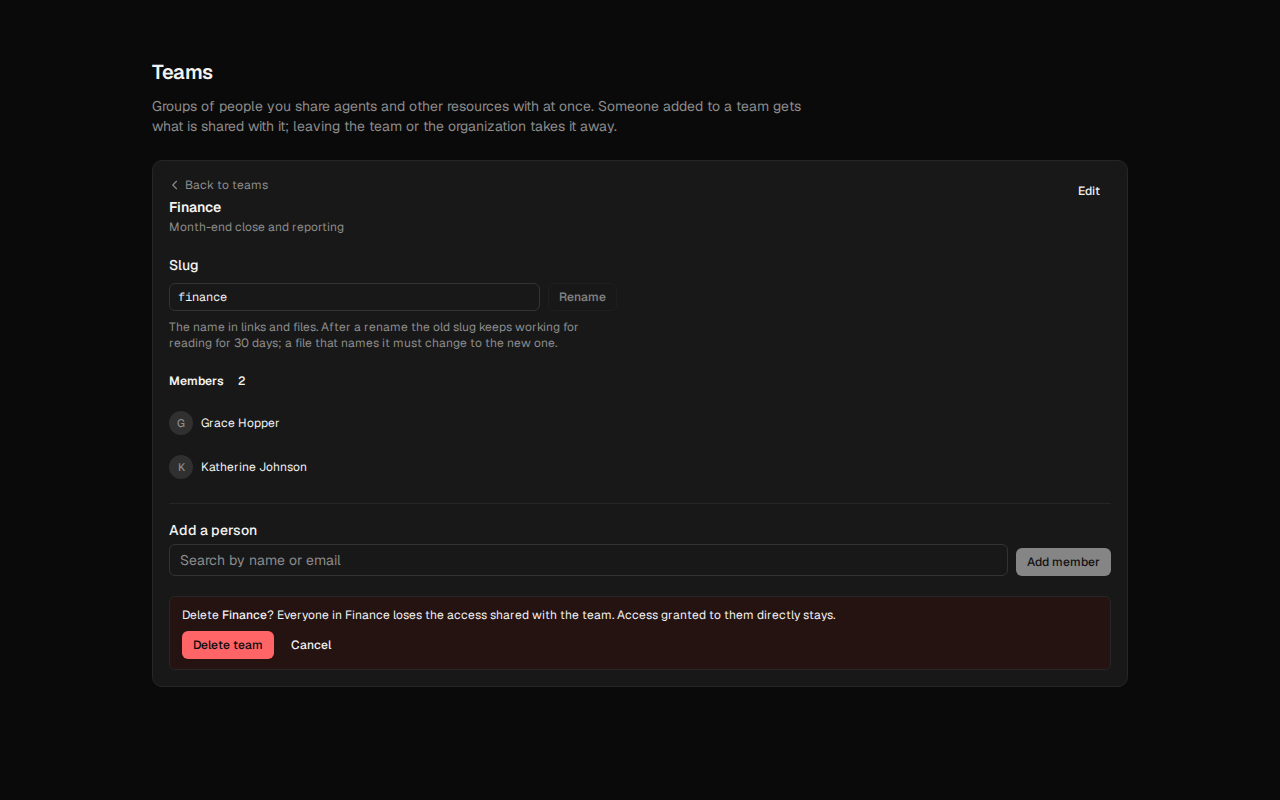 Teams
Groups of people you share agents and other resources with at once. Someone added to a team gets
what is shared with it; leaving the team or the organization takes it away.
Back to teams
Edit
Finance
Month-end close and reporting
Slug
finance
Rename
The name in links and files. After a rename the old slug keeps working for
reading for 30 days; a file that names it must change to the new one.
Members 2
G Grace Hopper
K Katherine Johnson
Add a person
Search by name or email
Add member
Delete Finance? Everyone in Finance loses the access shared with the team. Access granted to them directly stays.
Delete team Cancel